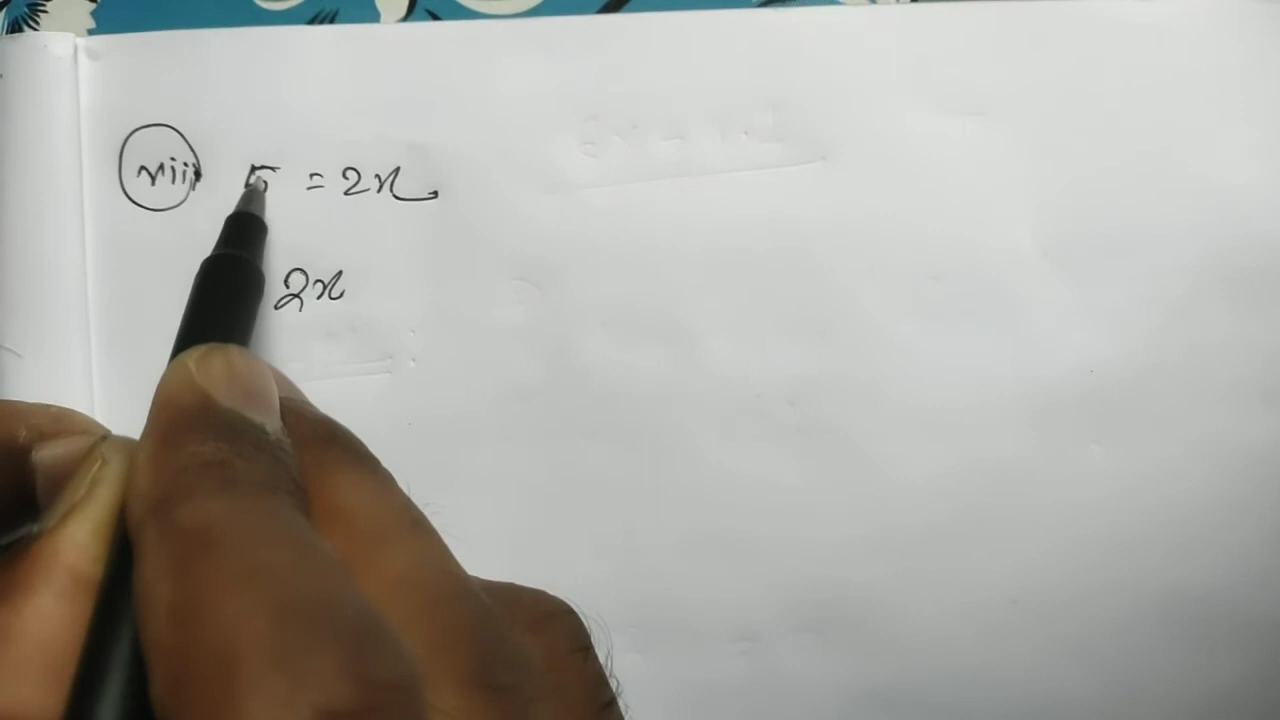 viii) 5 = 2x
2x